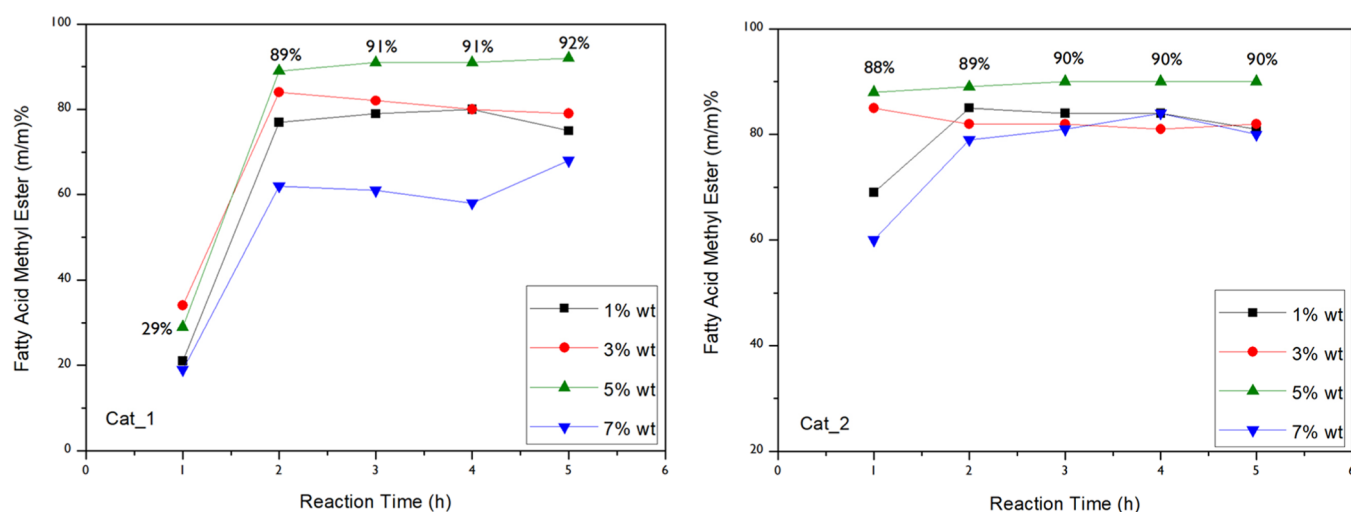 Fatty Acid Methyl Ester (m/m)%
100
80
60
40
20
0
29%
89%
91%
91%
92%
1% wt
3% wt
5% wt
7% wt
Cat_1
0
1
2
3
4
5
6
Reaction Time (h)
Fatty Acid Methyl Ester (m/m)%
100
80
60
40
20
88%
89%
90%
90%
90%
1% wt
3% wt
5% wt
7% wt
Cat_2
0
1
2
3
4
5
6
Reaction Time (h)